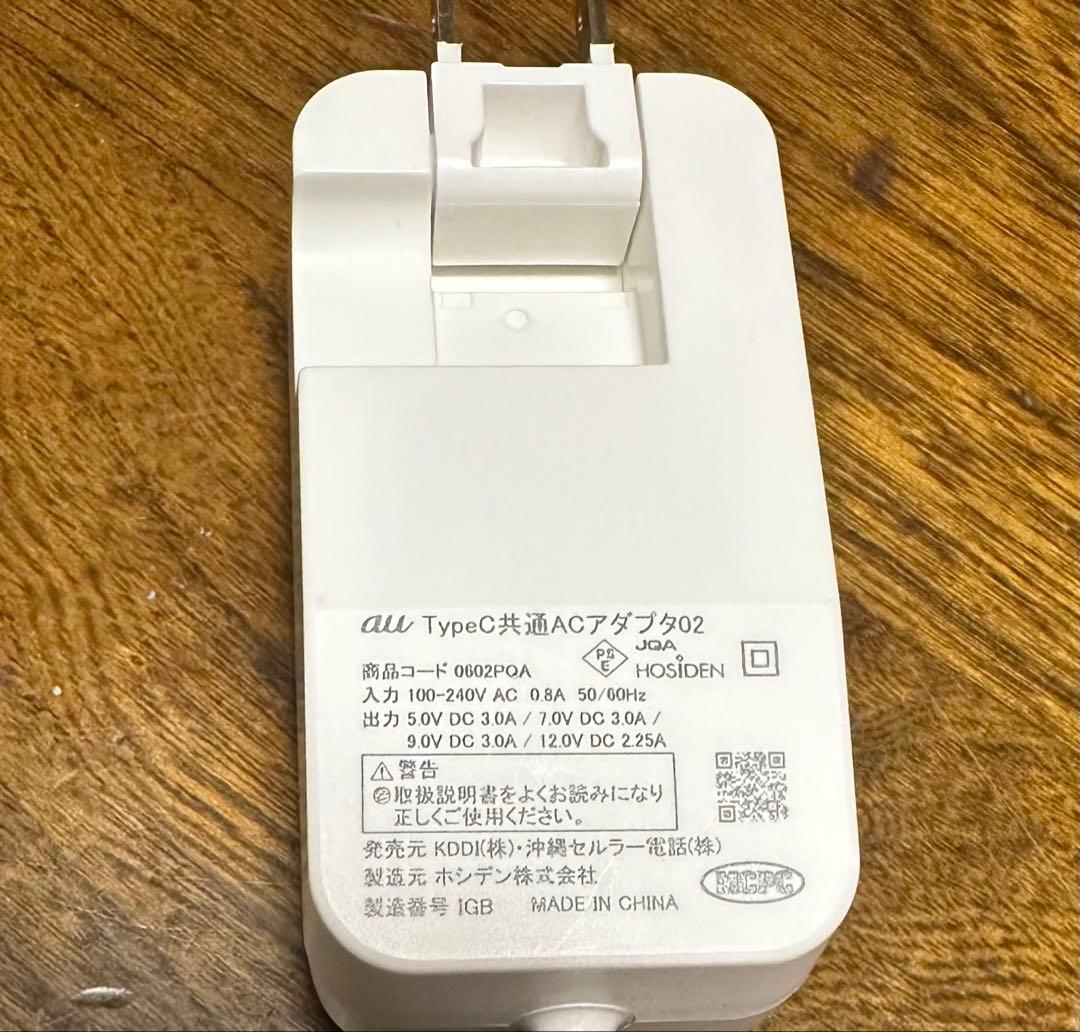 au TypeC共通ACアダプタ02
PS E JQA HOSIDEN
商品コード 0602PQA
入力 100-240V AC 0.8A 50/60Hz
出力 5.0V DC 3.0A / 7.0V DC 3.0A /
9.0V DC 3.0A / 12.0V DC 2.25A
警告
取扱説明書をよくお読みになり
正しくご使用ください。
発売元 KDDI(株)・沖縄セルラー電話(株)
製造元 ホシデン株式会社
MCPC
製造番号 IGB MADE IN CHINA